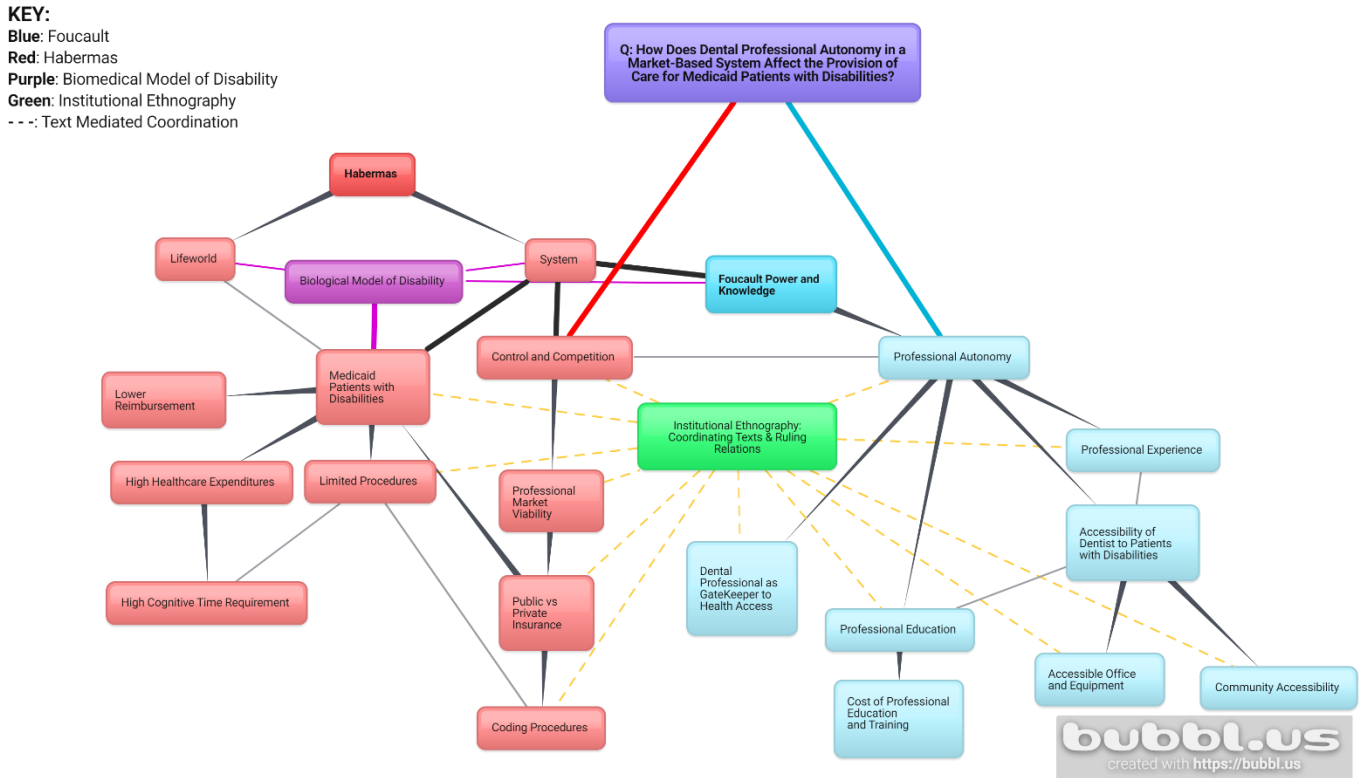 KEY:
Blue: Foucault
Red: Habermas
Purple: Biomedical Model of Disability
Green: Institutional Ethnography
- - -: Text Mediated Coordination
Q: How Does Dental Professional Autonomy in a
Market-Based System Affect the Provision of
Care for Medicaid Patients with Disabilities?
Habermas
Lifeworld
System
Biological Model of Disability
Foucault Power and
Knowledge
Control and Competition
Professional Autonomy
Medicaid
Patients with
Disabilities
Lower
Reimbursement
Institutional Ethnography:
Coordinating Texts & Ruling
Relations
Professional Experience
High Healthcare Expenditures
Limited Procedures
Professional
Market
Viability
Accessibility of
Dentist to Patients
with Disabilities
Dental
Professional as
GateKeeper to
Health Access
High Cognitive Time Requirement
Public vs
Private
Insurance
Professional Education
Accessible Office
and Equipment
Community Accessibility
Coding Procedures
Cost of Professional
Education
and Training
bubbl.us
created with https://bubbl.us